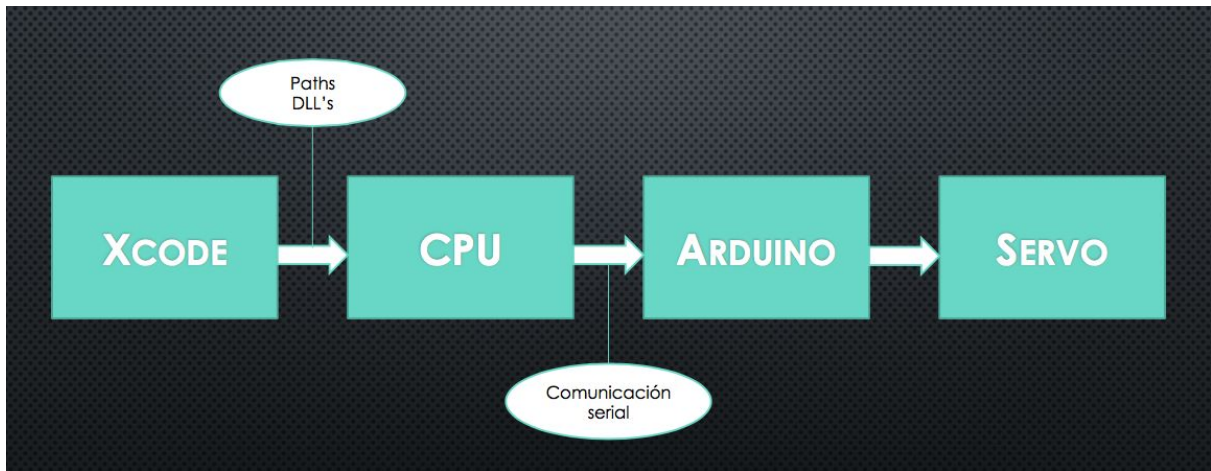 Paths
DLL's
XCODE
CPU
ARDUINO
SERVO
Comunicación
serial